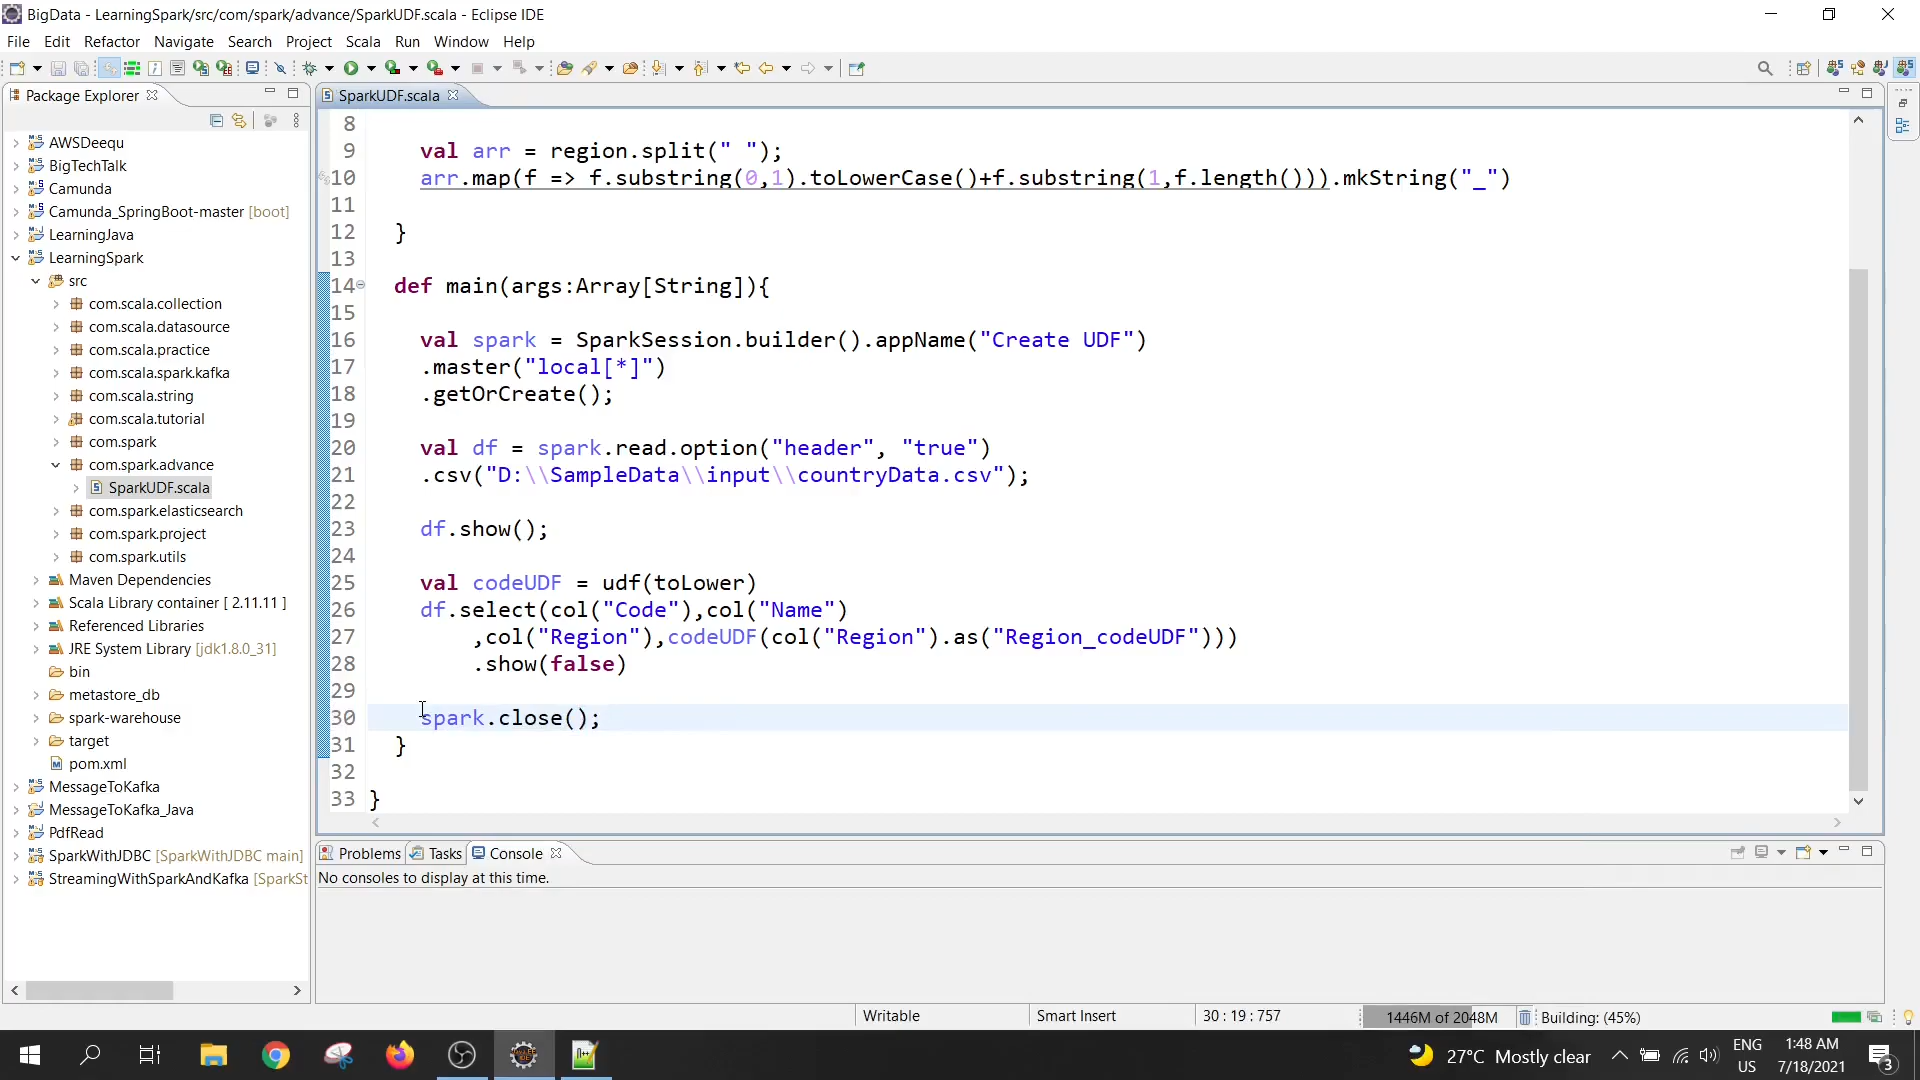 BigData - LearningSpark/src/com/spark/advance/SparkUDF.scala - Eclipse IDE
File Edit Refactor Navigate Search Project Scala Run Window Help
Package Explorer
AWSDeequ
BigTechTalk
Camunda
Camunda_SpringBoot-master [boot]
LearningJava
LearningSpark
src
com.scala.collection
com.scala.datasource
com.scala.practice
com.scala.spark.kafka
com.scala.string
com.scala.tutorial
com.spark
com.spark.advance
SparkUDF.scala
com.spark.elasticsearch
com.spark.project
com.spark.utils
Maven Dependencies
Scala Library container [ 2.11.11 ]
Referenced Libraries
JRE System Library [jdk1.8.0_31]
bin
metastore_db
spark-warehouse
target
pom.xml
MessageToKafka
MessageToKafka_Java
PdfRead
SparkWithJDBC [SparkWithJDBC main]
StreamingWithSparkAndKafka [SparkSt
SparkUDF.scala
8
9 val arr = region.split(" ");
10 arr.map(f => f.substring(0,1).toLowerCase()+f.substring(1,f.length())).mkString("_")
11
12 }
13
14 def main(args:Array[String]){
15
16 val spark = SparkSession.builder().appName("Create UDF")
17 .master("local[*]")
18 .getOrCreate();
19
20 val df = spark.read.option("header", "true")
21 .csv("D:\\SampleData\\input\\countryData.csv");
22
23 df.show();
24
25 val codeUDF = udf(toLower)
26 df.select(col("Code"),col("Name")
27 ,col("Region"),codeUDF(col("Region").as("Region_codeUDF")))
28 .show(false)
29
30 spark.close();
31 }
32
33 }
Problems Tasks Console
No consoles to display at this time.
Writable Smart Insert 30 : 19 : 757 1446M of 2048M Building: (45%)
27°C Mostly clear ENG US 1:48 AM 7/18/2021 3